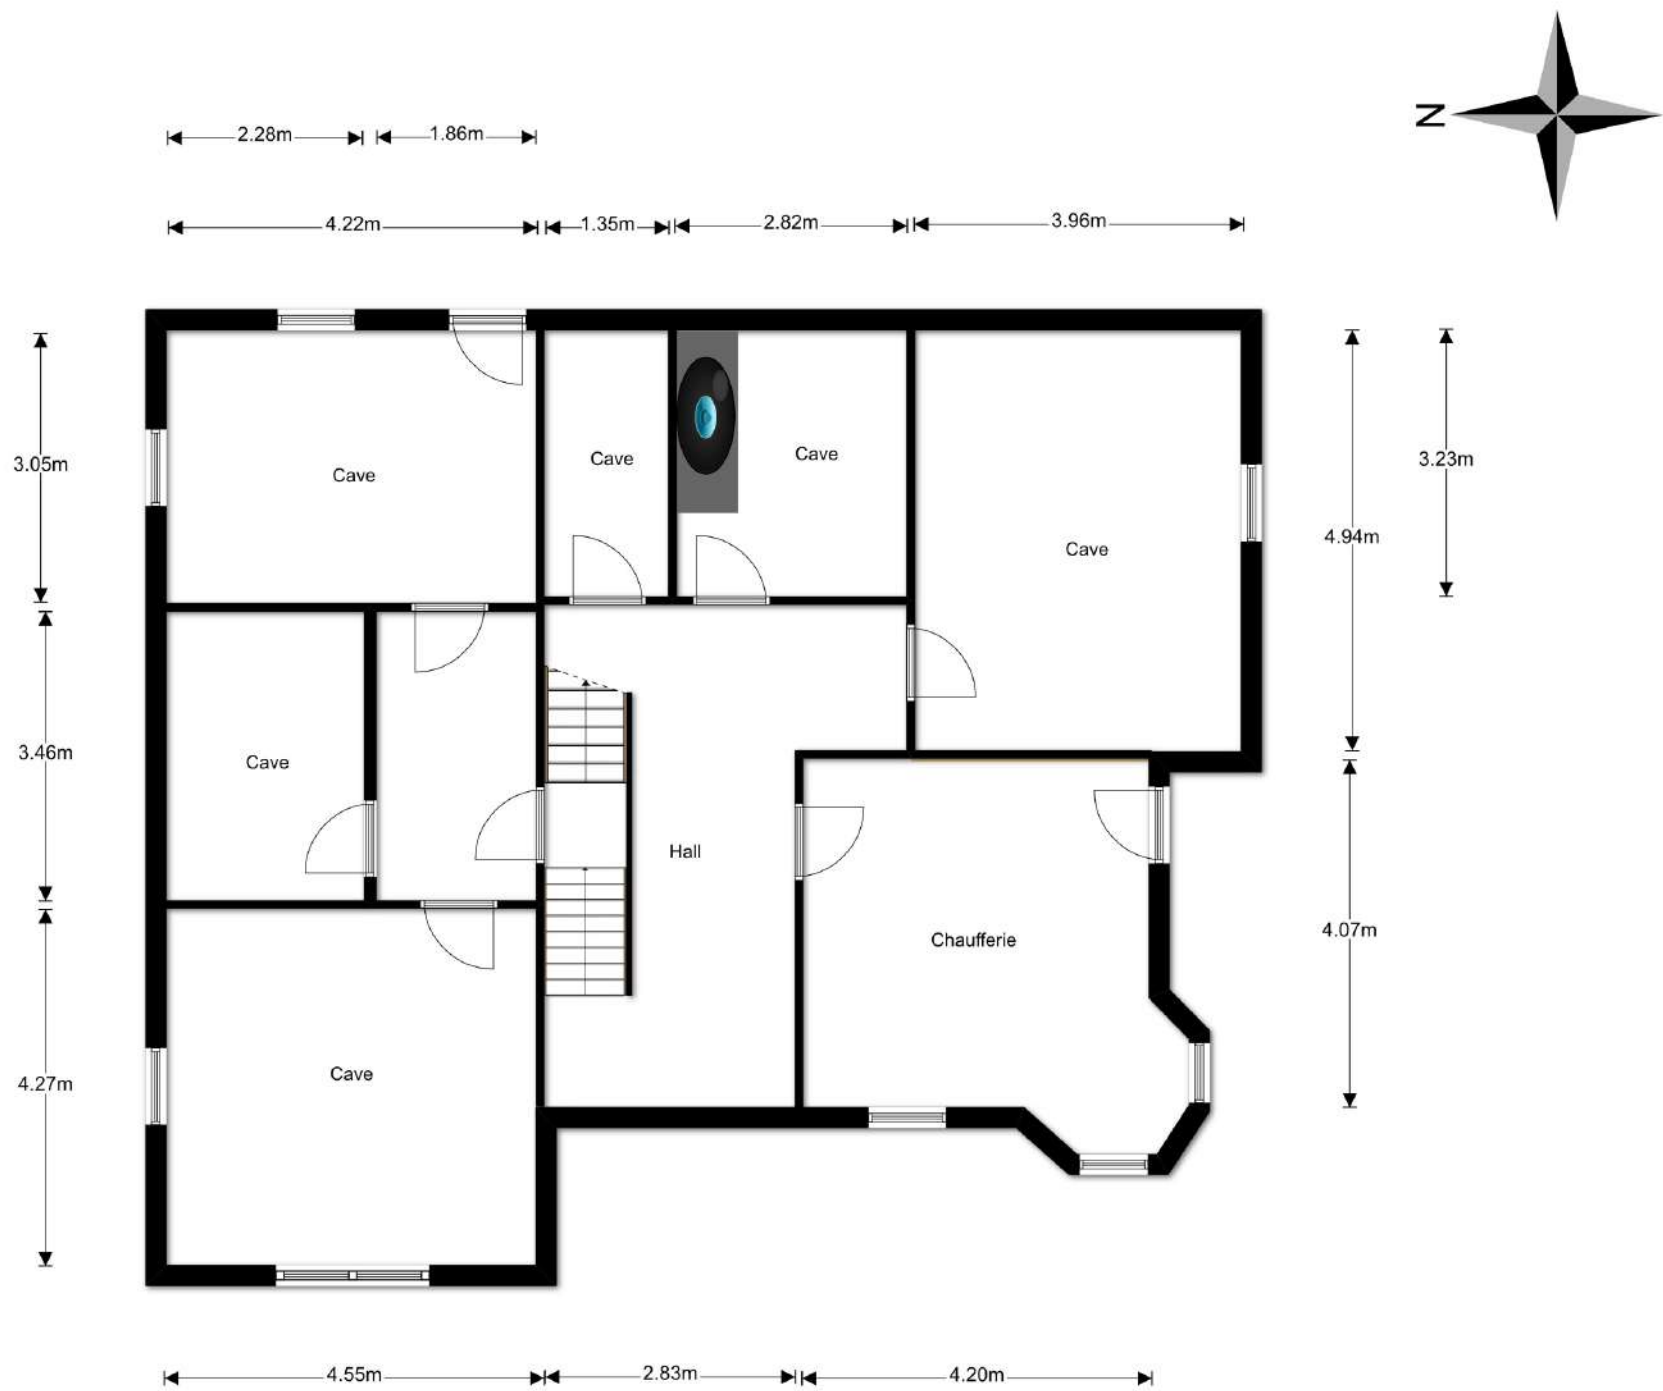 N
2.28m 1.86m
4.22m 1.35m 2.82m 3.96m
3.05m Cave Cave Cave 3.23m
Cave 4.94m
3.46m Cave
Hall
Chaufferie 4.07m
4.27m Cave
4.55m 2.83m 4.20m